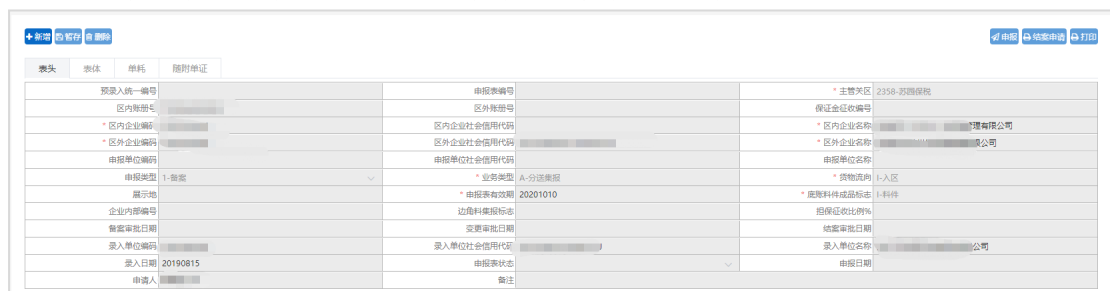 +新增 暂存 删除 申报 结案申请 打印
表头 表体 单耗 随附单证
预录入统一编号 申报表编号 * 主管关区 2358-苏园保税
区内账册号 区外账册号 保证金征收编号
* 区内企业编码 区内企业社会信用代码 * 区内企业名称 管理有限公司
* 区外企业编码 区外企业社会信用代码 * 区外企业名称 公司
申报单位编码 申报单位社会信用代码 申报单位名称
申报类型 1-备案 * 业务类型 A-分送集报 * 货物流向 I-入区
展示地 * 申报表有效期 20201010 * 底账料件成品标志 I-料件
企业内部编号 边角料集报标志 担保征收比例%
备案审批日期 变更审批日期 结案审批日期
录入单位编码 录入单位社会信用代码 录入单位名称 公司
录入日期 20190815 申报表状态 申报日期
申请人 备注